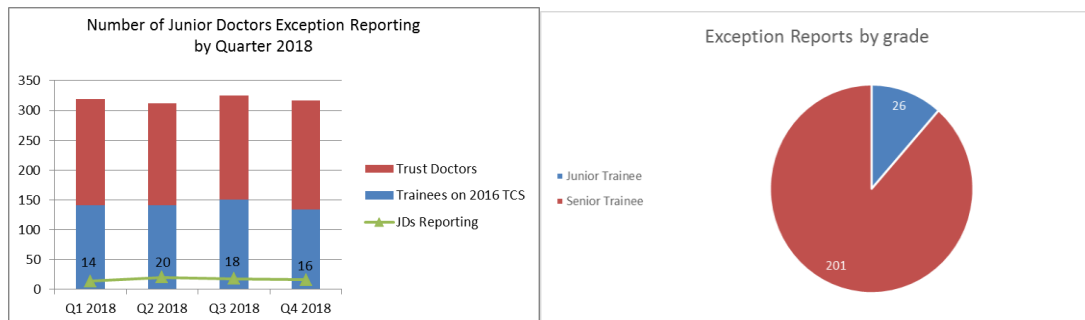 Number of Junior Doctors Exception Reporting
by Quarter 2018
350
300
250
200
150
100
50
0
14
20
18
16
Q1 2018
Q2 2018
Q3 2018
Q4 2018
Trust Doctors
Trainees on 2016 TCS
JDs Reporting
Exception Reports by grade
Junior Trainee
Senior Trainee
26
201